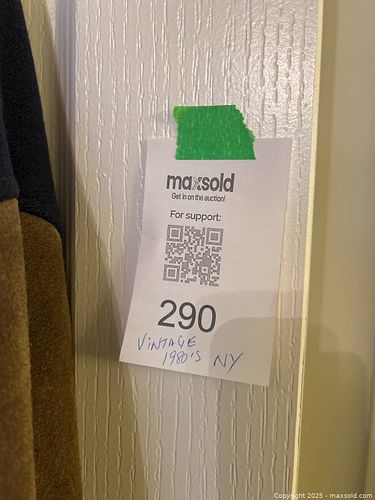 maxsold
Get in on the auction!
For support:
290
VINTAGE
1980's NY
Copyright 2025 - maxsold.com